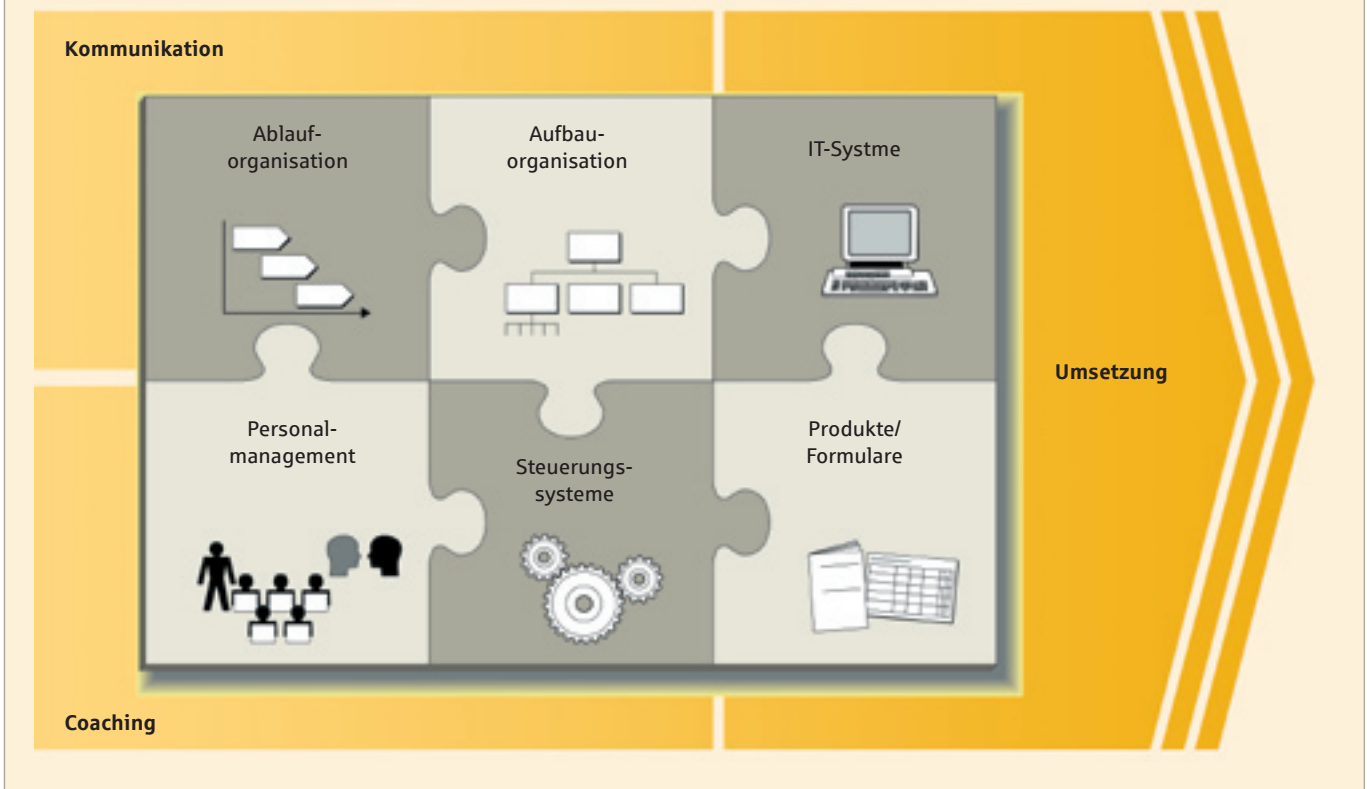 Kommunikation
Ablauf-
organisation
Aufbau-
organisation
IT-Systme
Umsetzung
Personal-
management
Steuerungs-
systeme
Produkte/
Formulare
Coaching